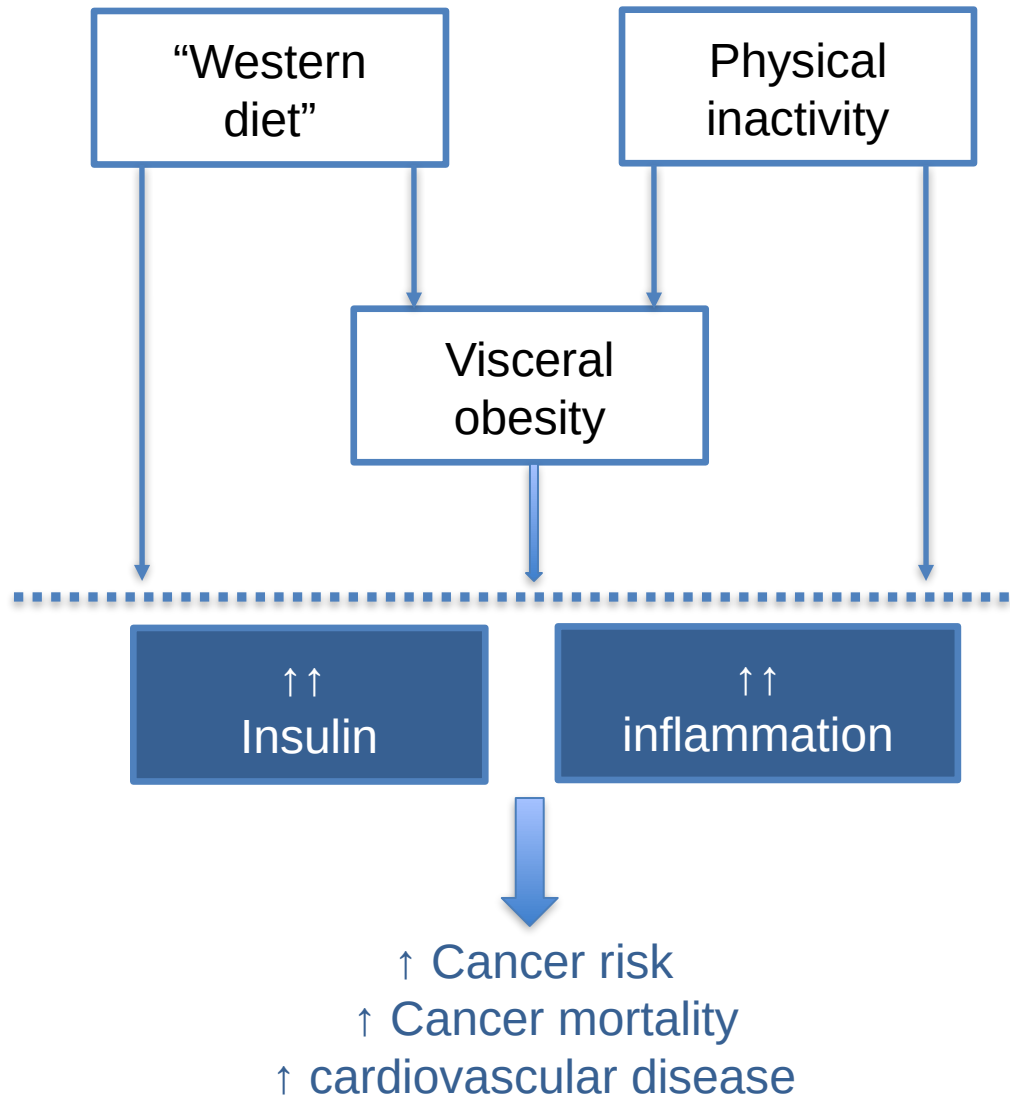 “Western
diet”
Physical
inactivity
Visceral
obesity
↑↑
Insulin
↑↑
inflammation
↑ Cancer risk
↑ Cancer mortality
↑ cardiovascular disease